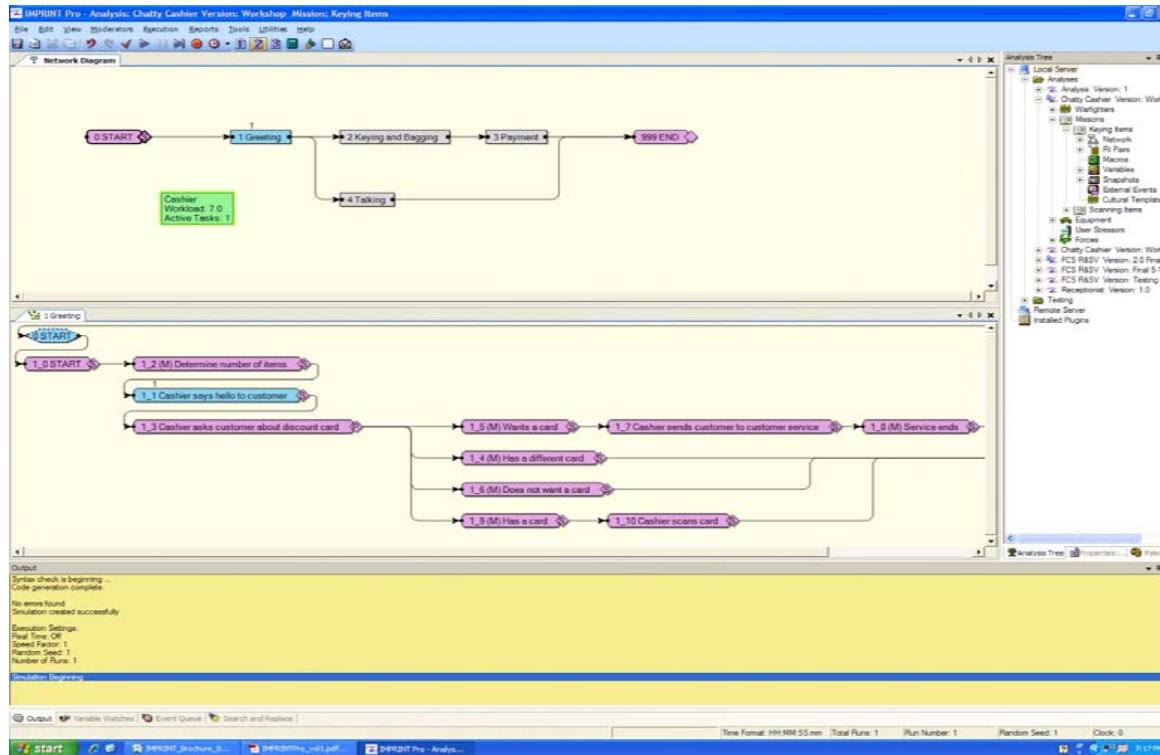 IMPRINT Pro - Analysis: Chatty Cashier Version: Workshop Mission: Keying Items
File Edit View Moderators Execution Reports Tools Utilities Help
Network Diagram
0 START
1
1 Greeting
2 Keying and Bagging
3 Payment
999 END
4 Talking
Cashier
Workload: 7.0
Active Tasks: 1
1 Greeting
0 START
1_0 START
1_2 (M) Determine number of items
1
1_1 Cashier says hello to customer
1_3 Cashier asks customer about discount card
1_5 (M) Wants a card
1_7 Cashier sends customer to customer service
1_8 (M) Service ends
1_4 (M) Has a different card
1_6 (M) Does not want a card
1_9 (M) Has a card
1_10 Cashier scans card
Analysis Tree
Local Server
Analyses
Analysis Version: 1
Chatty Cashier Version: Wor
Warfighters
Missions
Keying Items
Network
RI Pairs
Macros
Variables
Snapshots
External Events
Cultural Template
Scanning Items
Equipment
User Stressors
Forces
Chatty Cashier Version: Wor
FCS R&SV Version: 2.0 Final
FCS R&SV Version: Final 5-1
FCS R&SV Version: Testing
Receptionist Version: 1.0
Testing
Remote Server
Installed Plugins
Analysis Tree Properties:...
Output
Syntax check is beginning ...
Code generation complete.
No errors found
Simulation created successfully
Execution Settings:
Real Time: Off
Speed Factor: 1
Random Seed: 1
Number of Runs: 1
Simulation Beginning
Output Variable Watches Event Queue Search and Replace
Time Format: HH:MM:SS.mm Total Runs: 1 Run Number: 1 Random Seed: 1 Clock: 0
start IMPRINT_Brochure_B... IMPRINTPro_vol1.pdf... IMPRINT Pro - Analys...